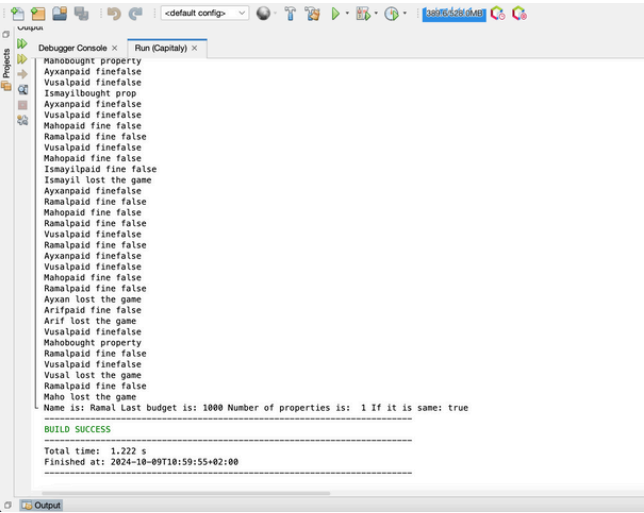 <default config>
Output
Debugger Console × Run (Capitaly) ×
Projects
Mahobought property
Ayxanpaid finefalse
Vusalpaid finefalse
Ismayilbought prop
Ayxanpaid finefalse
Vusalpaid finefalse
Mahopaid fine false
Ramalpaid fine false
Vusalpaid finefalse
Mahopaid fine false
Ismayilpaid fine false
Ismayil lost the game
Ayxanpaid finefalse
Ramalpaid fine false
Mahopaid fine false
Ramalpaid fine false
Vusalpaid finefalse
Ramalpaid fine false
Ayxanpaid finefalse
Vusalpaid finefalse
Mahopaid fine false
Ramalpaid fine false
Ayxan lost the game
Arifpaid fine false
Arif lost the game
Vusalpaid finefalse
Mahobought property
Ramalpaid fine false
Vusalpaid finefalse
Vusal lost the game
Ramalpaid fine false
Maho lost the game
Name is: Ramal Last budget is: 1000 Number of properties is:  1 If it is same: true
------------------------------------------------------------------------
BUILD SUCCESS
------------------------------------------------------------------------
Total time:  1.222 s
Finished at: 2024-10-09T10:59:55+02:00
------------------------------------------------------------------------
Output